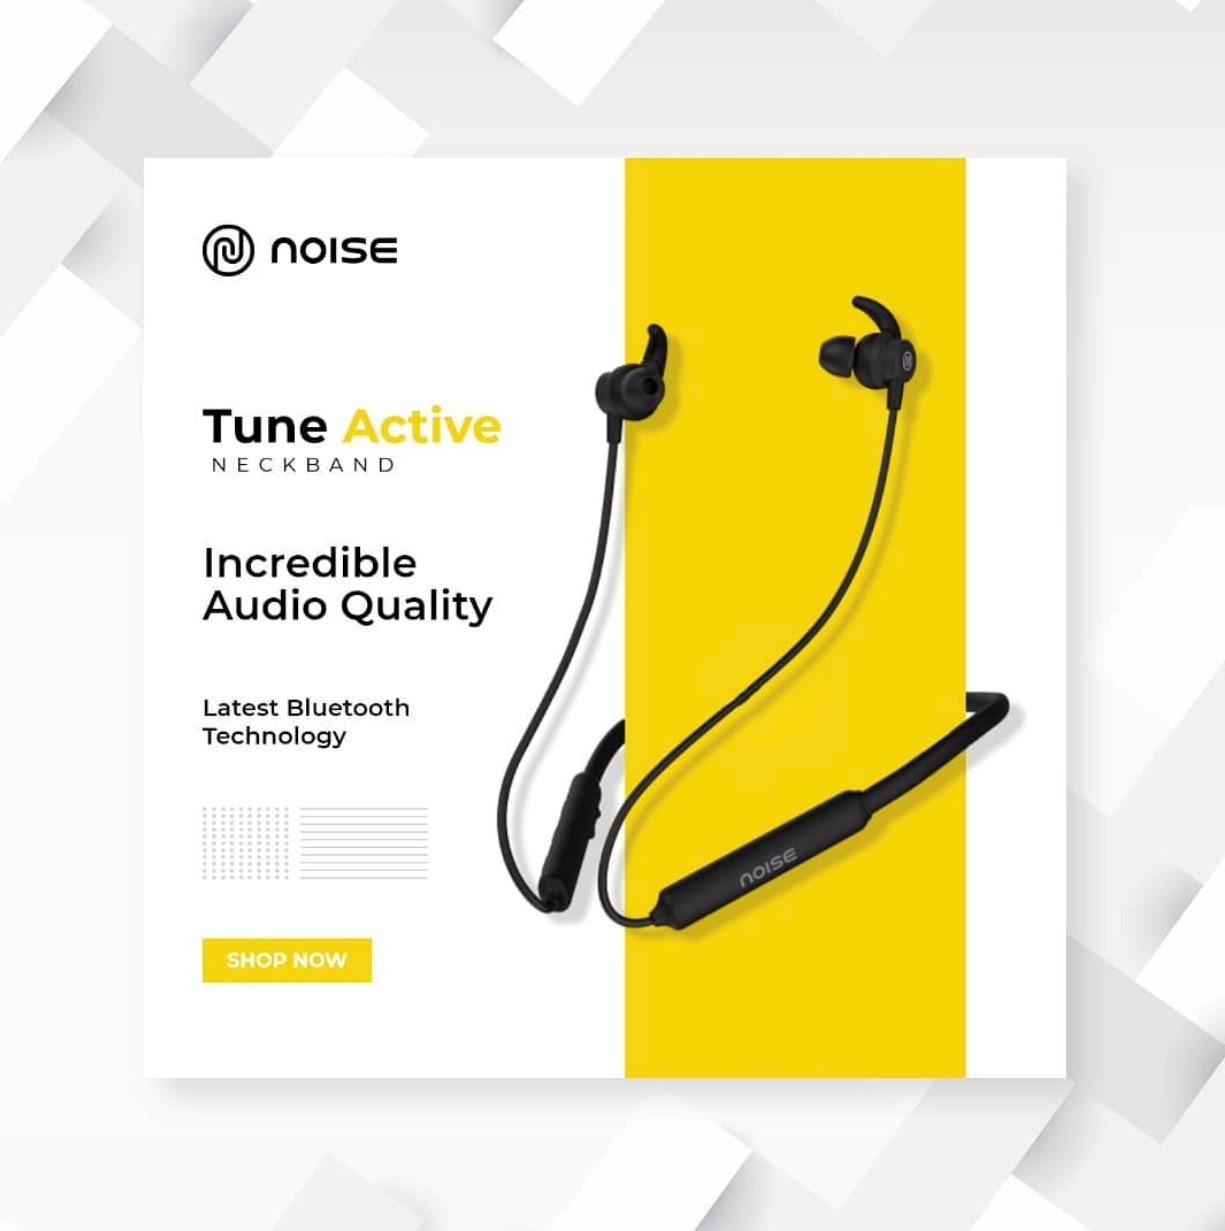 NOISE
Tune Active
NECKBAND
Incredible
Audio Quality
Latest Bluetooth
Technology
SHOP NOW
NOISE